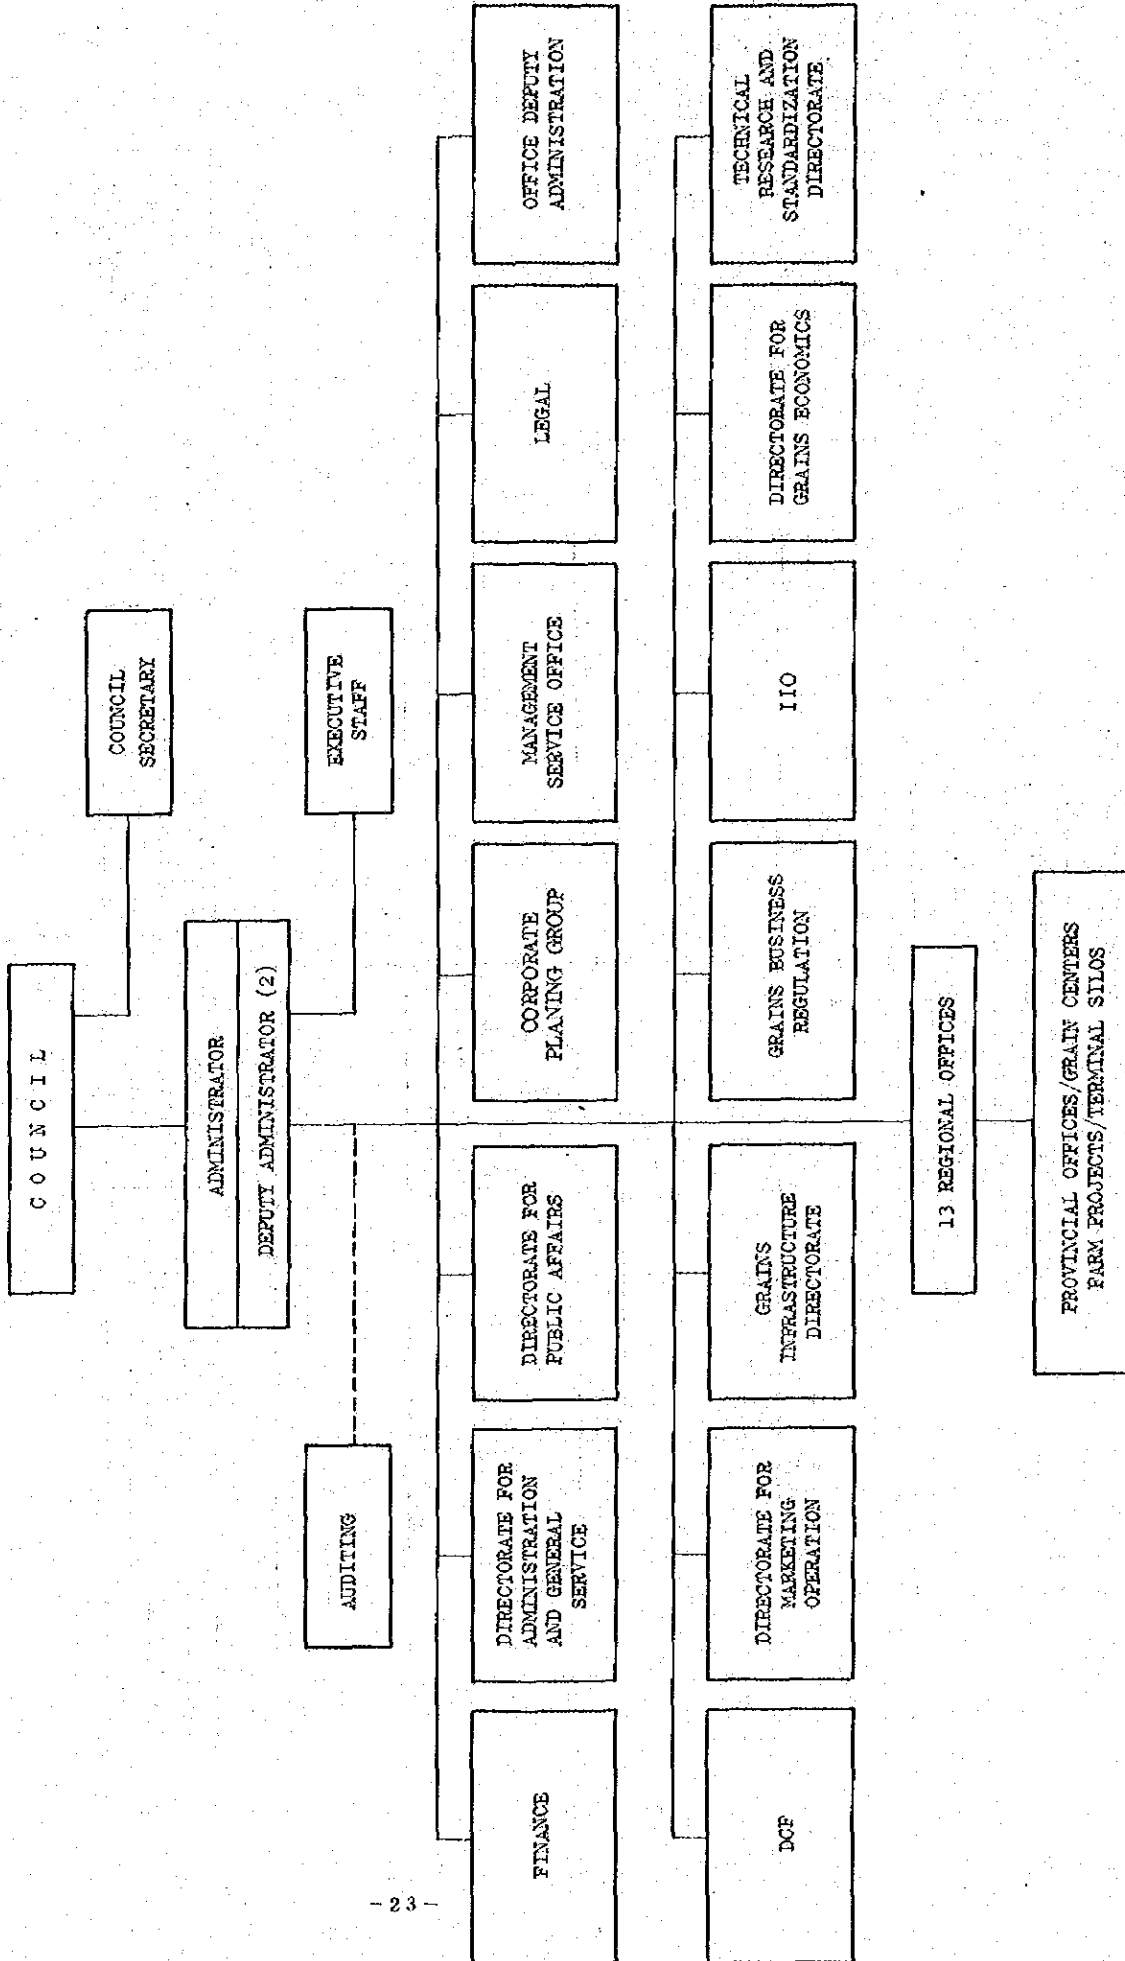 C O U N C I L
COUNCIL
SECRETARY
ADMINISTRATOR
DEPUTY ADMINISTRATOR (2)
EXECUTIVE
STAFF
AUDITING
FINANCE
DIRECTORATE FOR
ADMINISTRATION
AND GENERAL
SERVICE
DIRECTORATE FOR
PUBLIC AFFAIRS
CORPORATE
PLANING GROUP
MANAGEMENT
SERVICE OFFICE
LEGAL
OFFICE DEPUTY
ADMINISTRATION
DCP
DIRECTORATE FOR
MARKETING
OPERATION
GRAINS
INFRASTRUCTURE
DIRECTORATE
GRAINS BUSINESS
REGULATION
IIO
DIRECTORATE FOR
GRAINS ECONOMICS
TECHNICAL
RESEARCH AND
STANDARDIZATION
DIRECTORATE
13 REGIONAL OFFICES
PROVINCIAL OFFICES/GRAIN CENTERS
FARM PROJECTS/TERMINAL SILOS
-23-